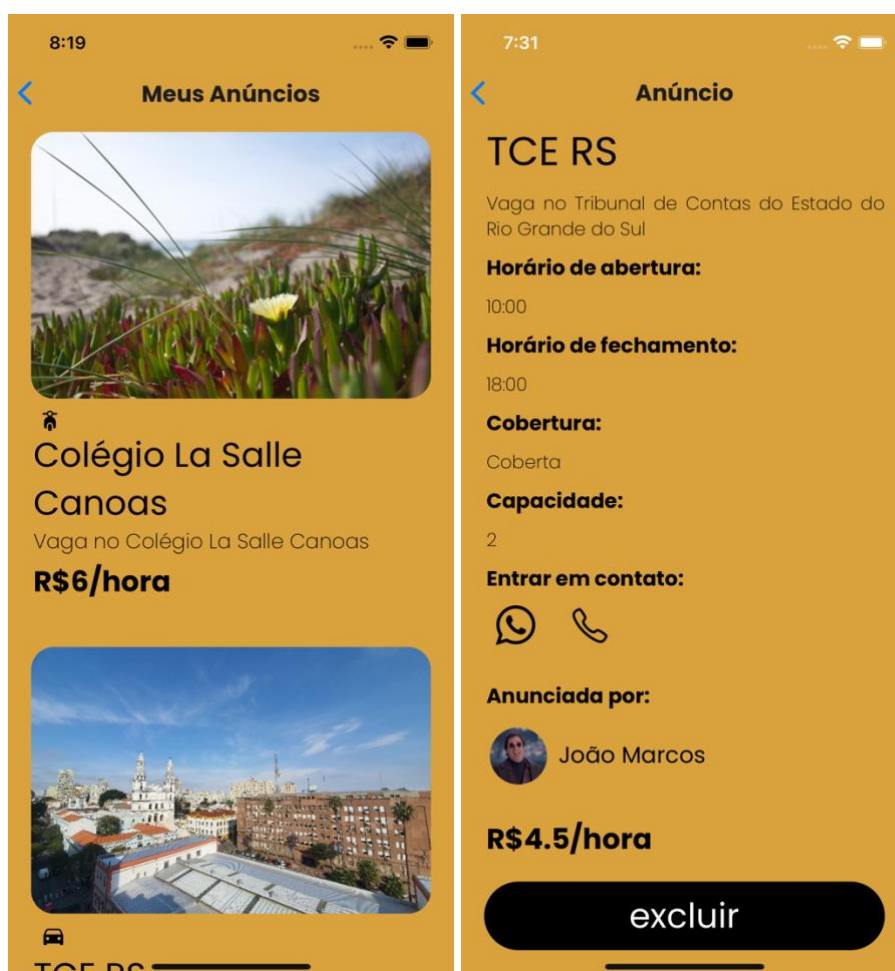 8:19
Meus Anúncios
Colégio La Salle
Canoas
Vaga no Colégio La Salle Canoas
R$6/hora
TCE RS
7:31
Anúncio
TCE RS
Vaga no Tribunal de Contas do Estado do
Rio Grande do Sul
Horário de abertura:
10:00
Horário de fechamento:
18:00
Cobertura:
Coberta
Capacidade:
2
Entrar em contato:
Anunciada por:
João Marcos
R$4.5/hora
excluir